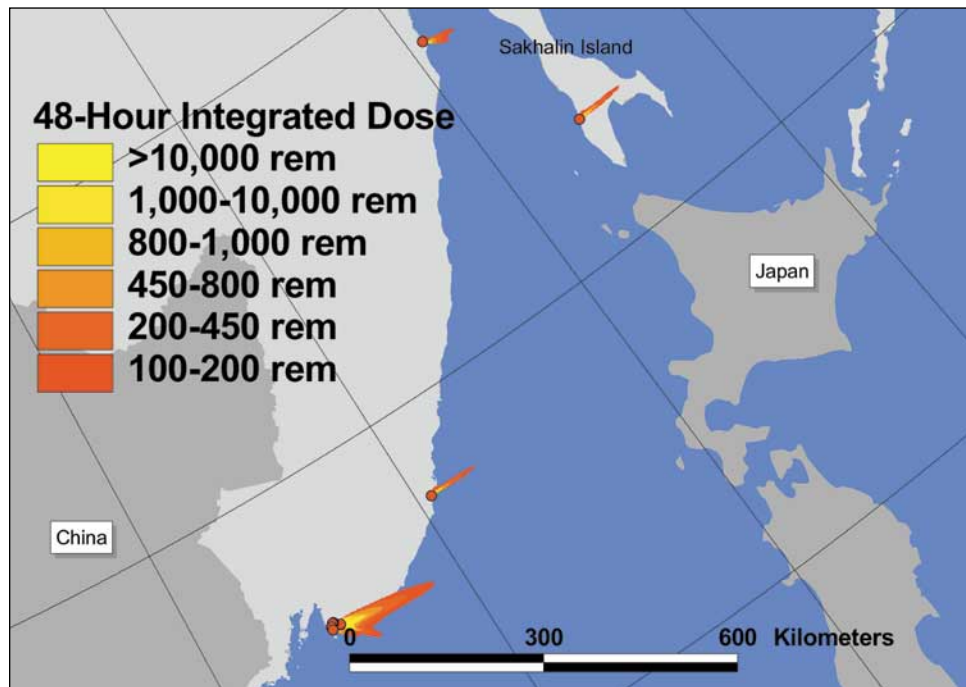 Sakhalin Island
48-Hour Integrated Dose
>10,000 rem
1,000-10,000 rem
800-1,000 rem
450-800 rem
200-450 rem
100-200 rem
Japan
China
0 300 600 Kilometers